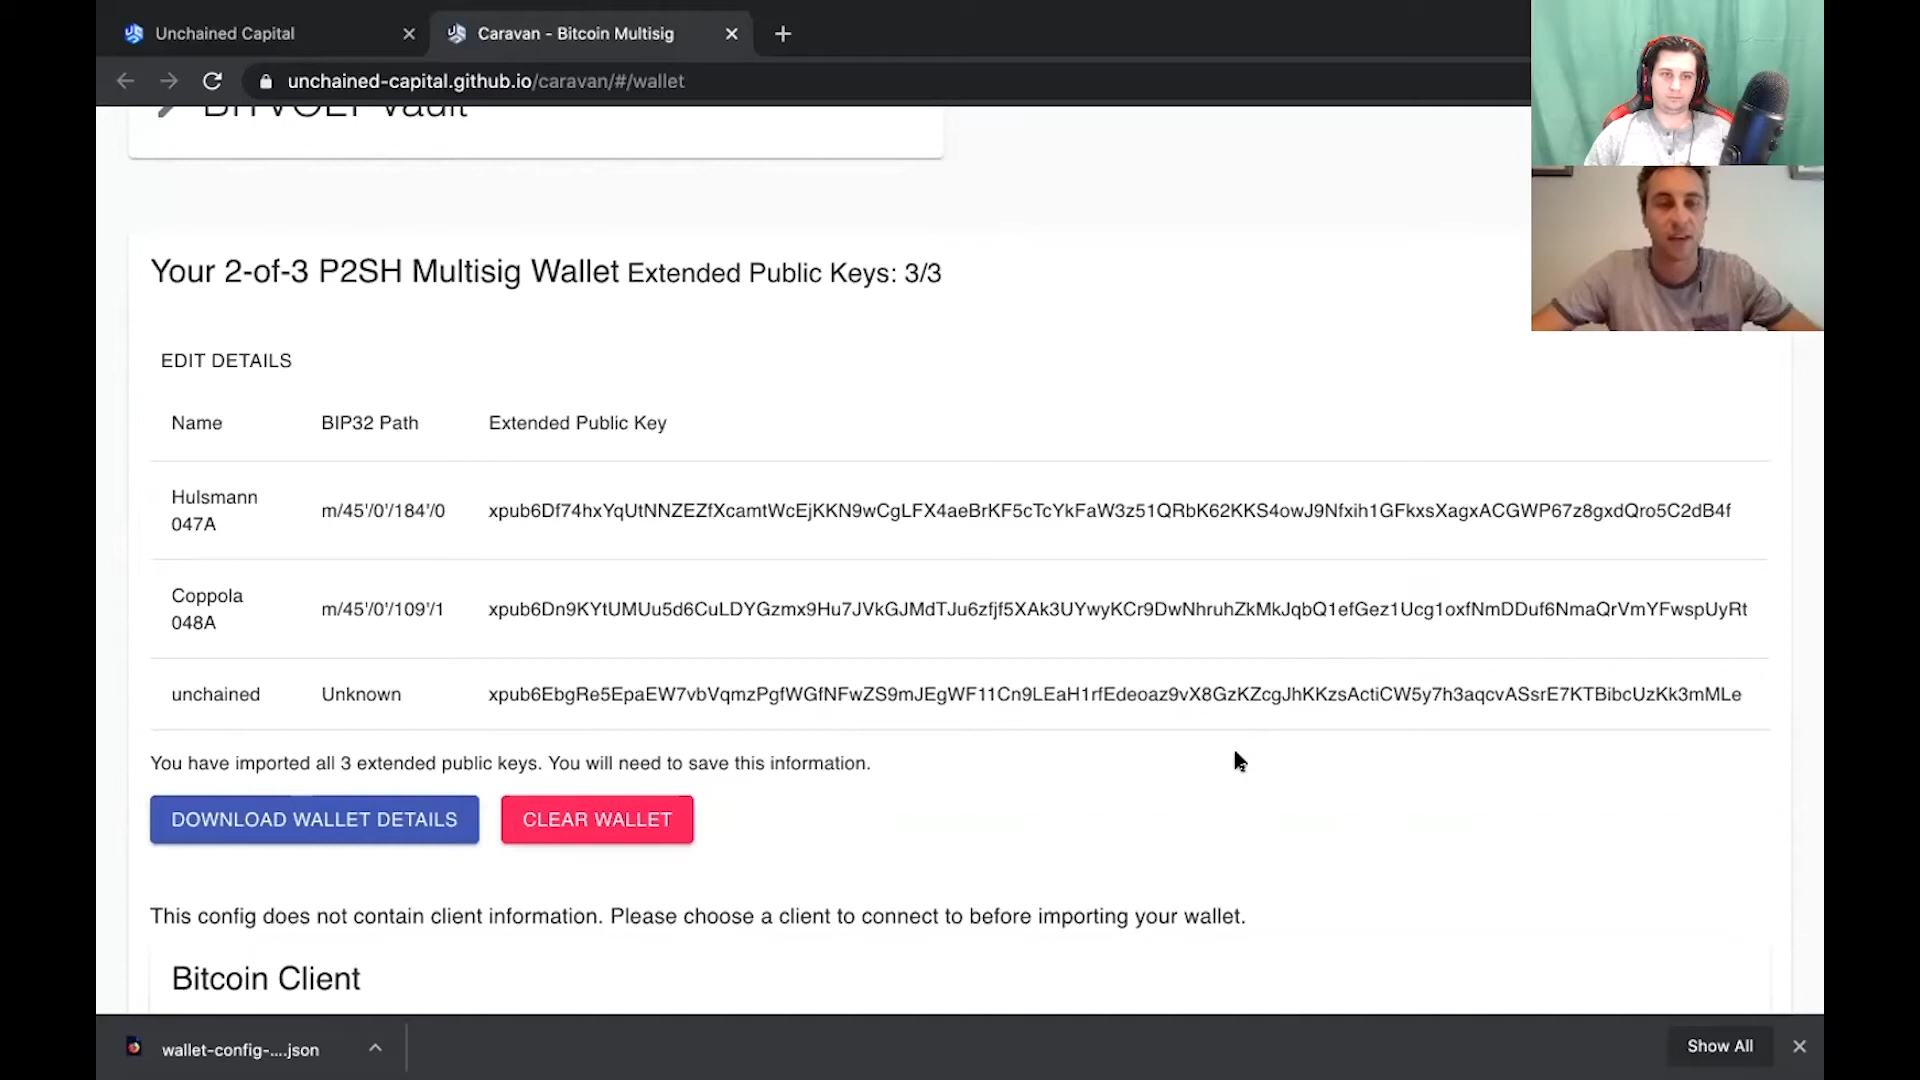 Unchained Capital
Caravan - Bitcoin Multisig
unchained-capital.github.io/caravan/#/wallet
Your 2-of-3 P2SH Multisig Wallet Extended Public Keys: 3/3
EDIT DETAILS
Name BIP32 Path Extended Public Key
Hulsmann 047A m/45'/0'/184'/0 xpub6Df74hxYqUtNNZEZfXcamtWcEjKKN9wCgLFX4aeBrKF5cTcYkFaW3z51QRbK62KKS4owJ9Nfxih1GFkxsXagxACGWP67z8gxdQro5C2dB4f
Coppola 048A m/45'/0'/109'/1 xpub6Dn9KYtUMUu5d6CuLDYGzmx9Hu7JVkGJMdTJu6zfjf5XAk3UYwyKCr9DwNhruhZkMkJqbQ1efGez1Ucg1oxfNmDDuf6NmaQrVmYFwspUyRt
unchained Unknown xpub6EbgRe5EpaEW7vbVqmzPgfWGfNFwZS9mJEgWF11Cn9LEaH1rfEdeoaz9vX8GzKZcgJhKKzsActiCW5y7h3aqcvASsrE7KTBibcUzKk3mMLe
You have imported all 3 extended public keys. You will need to save this information.
DOWNLOAD WALLET DETAILS CLEAR WALLET
This config does not contain client information. Please choose a client to connect to before importing your wallet.
Bitcoin Client
wallet-config-....json
Show All